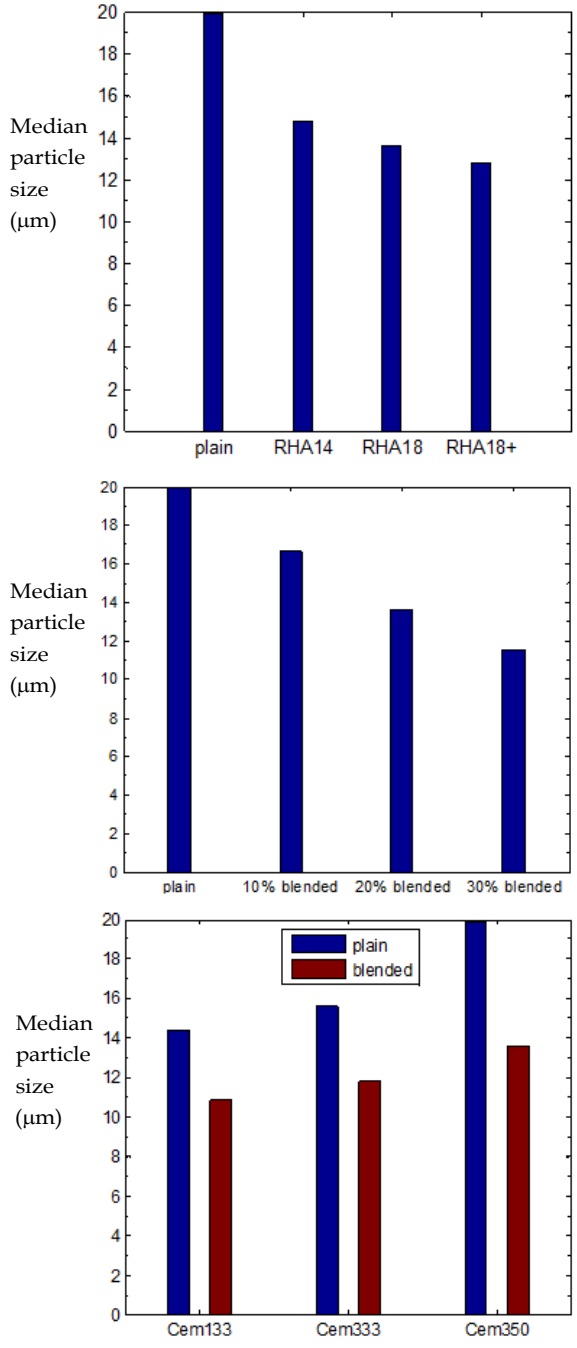 20
18
16
14
12
10
8
6
4
2
0
Median
particle
size
(μm)
plain RHA14 RHA18 RHA18+
20
18
16
14
12
10
8
6
4
2
0
Median
particle
size
(μm)
plain 10% blended 20% blended 30% blended
20
18
16
14
12
10
8
6
4
2
0
Median
particle
size
(μm)
plain
blended
Cem133 Cem333 Cem350